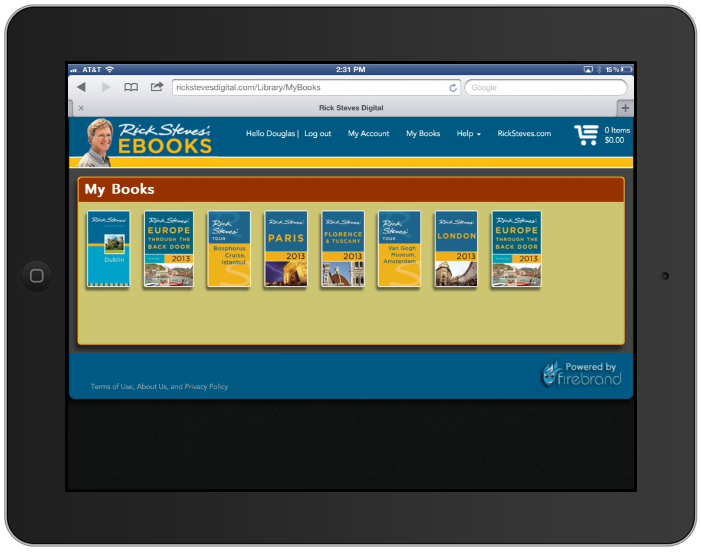 AT&T
2:31 PM
15%
rickstevesdigital.com/Library/MyBooks
Google
Rick Steves Digital
Rick Steves'
EBOOKS
Hello Douglas | Log out
My Account
My Books
Help
RickSteves.com
0 Items
$0.00
My Books
Rick Steves'
Dublin
Rick Steves'
EUROPE
THROUGH THE
BACK DOOR
2013
Rick
Steves'
TOUR
Bosphorus
Cruise,
Istanbul
Rick Steves'
PARIS
2013
Rick Steves'
FLORENCE
& TUSCANY
2013
Rick
Steves'
TOUR
Van Gogh
Museum,
Amsterdam
Rick Steves'
LONDON
2013
Rick Steves'
EUROPE
THROUGH THE
BACK DOOR
2013
Terms of Use, About Us, and Privacy Policy
Powered by
firebrand